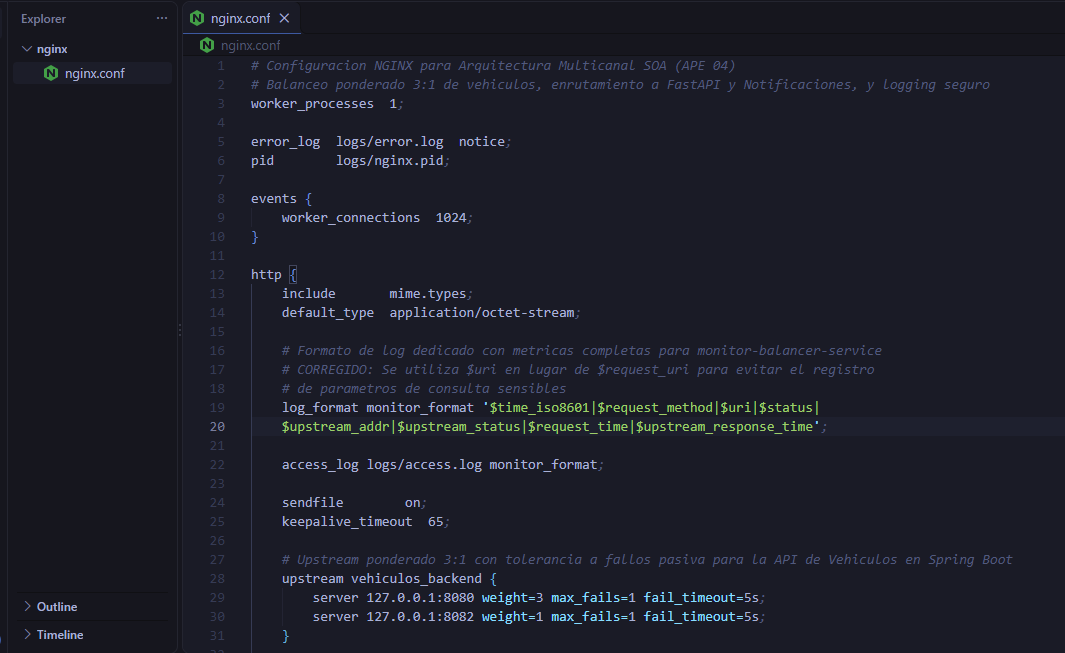 Explorer
nginx
nginx.conf
Outline
Timeline
nginx.conf
nginx.conf
1 # Configuracion NGINX para Arquitectura Multicanal SOA (APE 04)
2 # Balanceo ponderado 3:1 de vehiculos, enrutamiento a FastAPI y Notificaciones, y logging seguro
3 worker_processes  1;
4
5 error_log  logs/error.log  notice;
6 pid        logs/nginx.pid;
7
8 events {
9     worker_connections  1024;
10 }
11
12 http {
13     include       mime.types;
14     default_type  application/octet-stream;
15
16     # Formato de log dedicado con metricas completas para monitor-balancer-service
17     # CORREGIDO: Se utiliza $uri en lugar de $request_uri para evitar el registro
18     # de parametros de consulta sensibles
19     log_format monitor_format '$time_iso8601|$request_method|$uri|$status|
20     $upstream_addr|$upstream_status|$request_time|$upstream_response_time';
21
22     access_log logs/access.log monitor_format;
23
24     sendfile        on;
25     keepalive_timeout  65;
26
27     # Upstream ponderado 3:1 con tolerancia a fallos pasiva para la API de Vehiculos en Spring Boot
28     upstream vehiculos_backend {
29         server 127.0.0.1:8080 weight=3 max_fails=1 fail_timeout=5s;
30         server 127.0.0.1:8082 weight=1 max_fails=1 fail_timeout=5s;
31     }